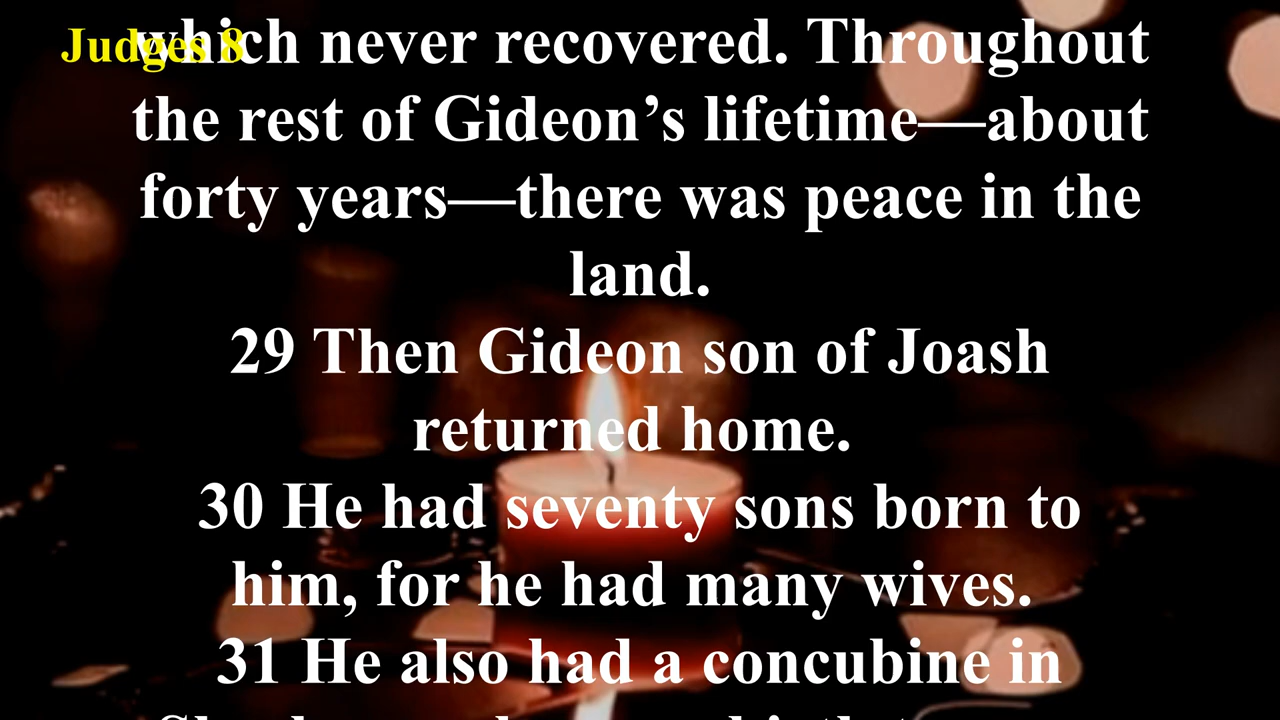 Judges 8
which never recovered. Throughout
the rest of Gideon’s lifetime—about
forty years—there was peace in the
land.
29 Then Gideon son of Joash
returned home.
30 He had seventy sons born to
him, for he had many wives.
31 He also had a concubine in